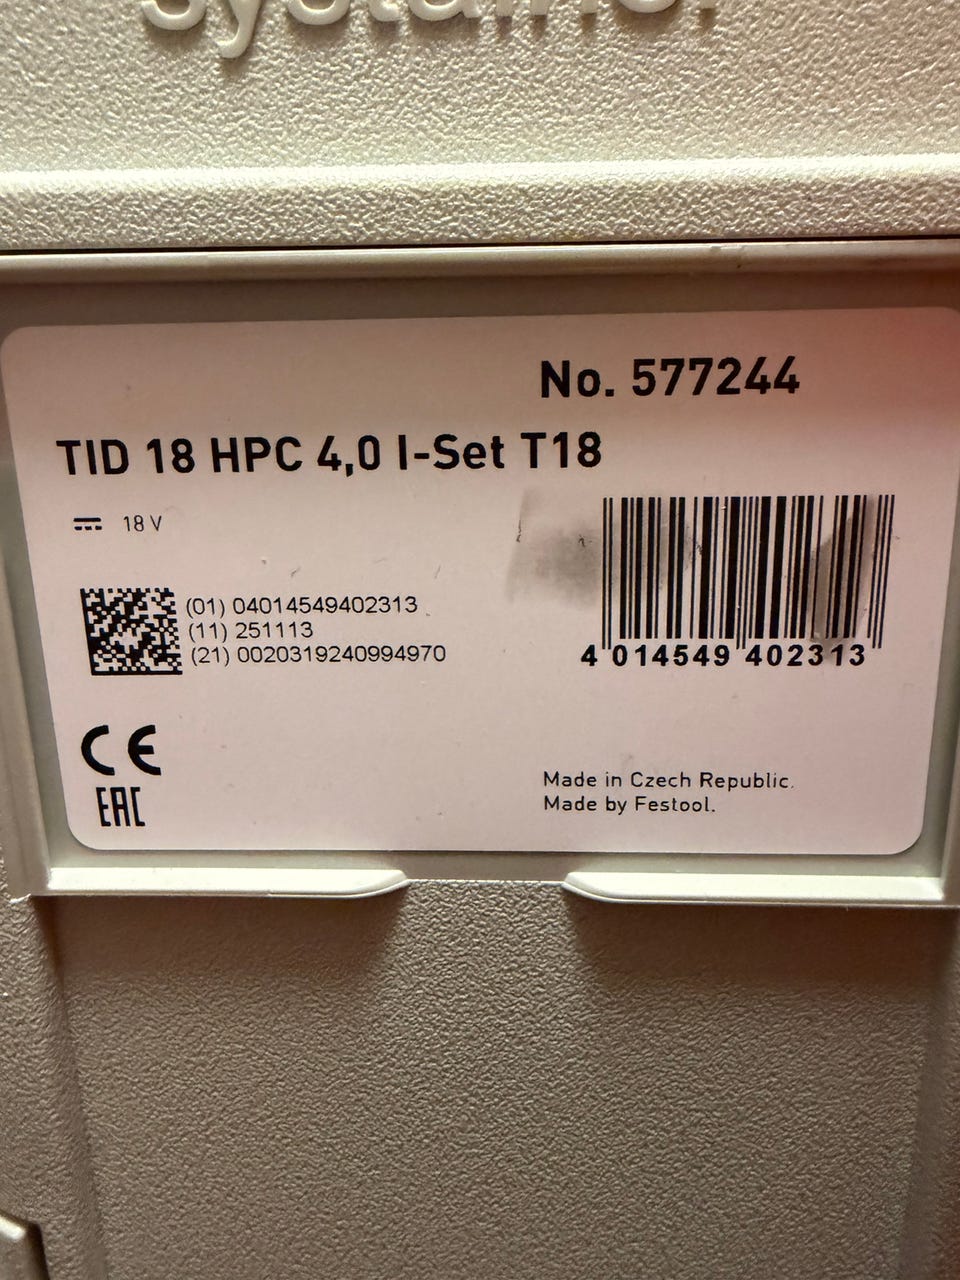 systainer
No. 577244
TID 18 HPC 4,0 I-Set T18
18 V
(01) 04014549402313
(11) 251113
(21) 0020319240994970
4 014549 402313
CE
EAC
Made in Czech Republic.
Made by Festool.